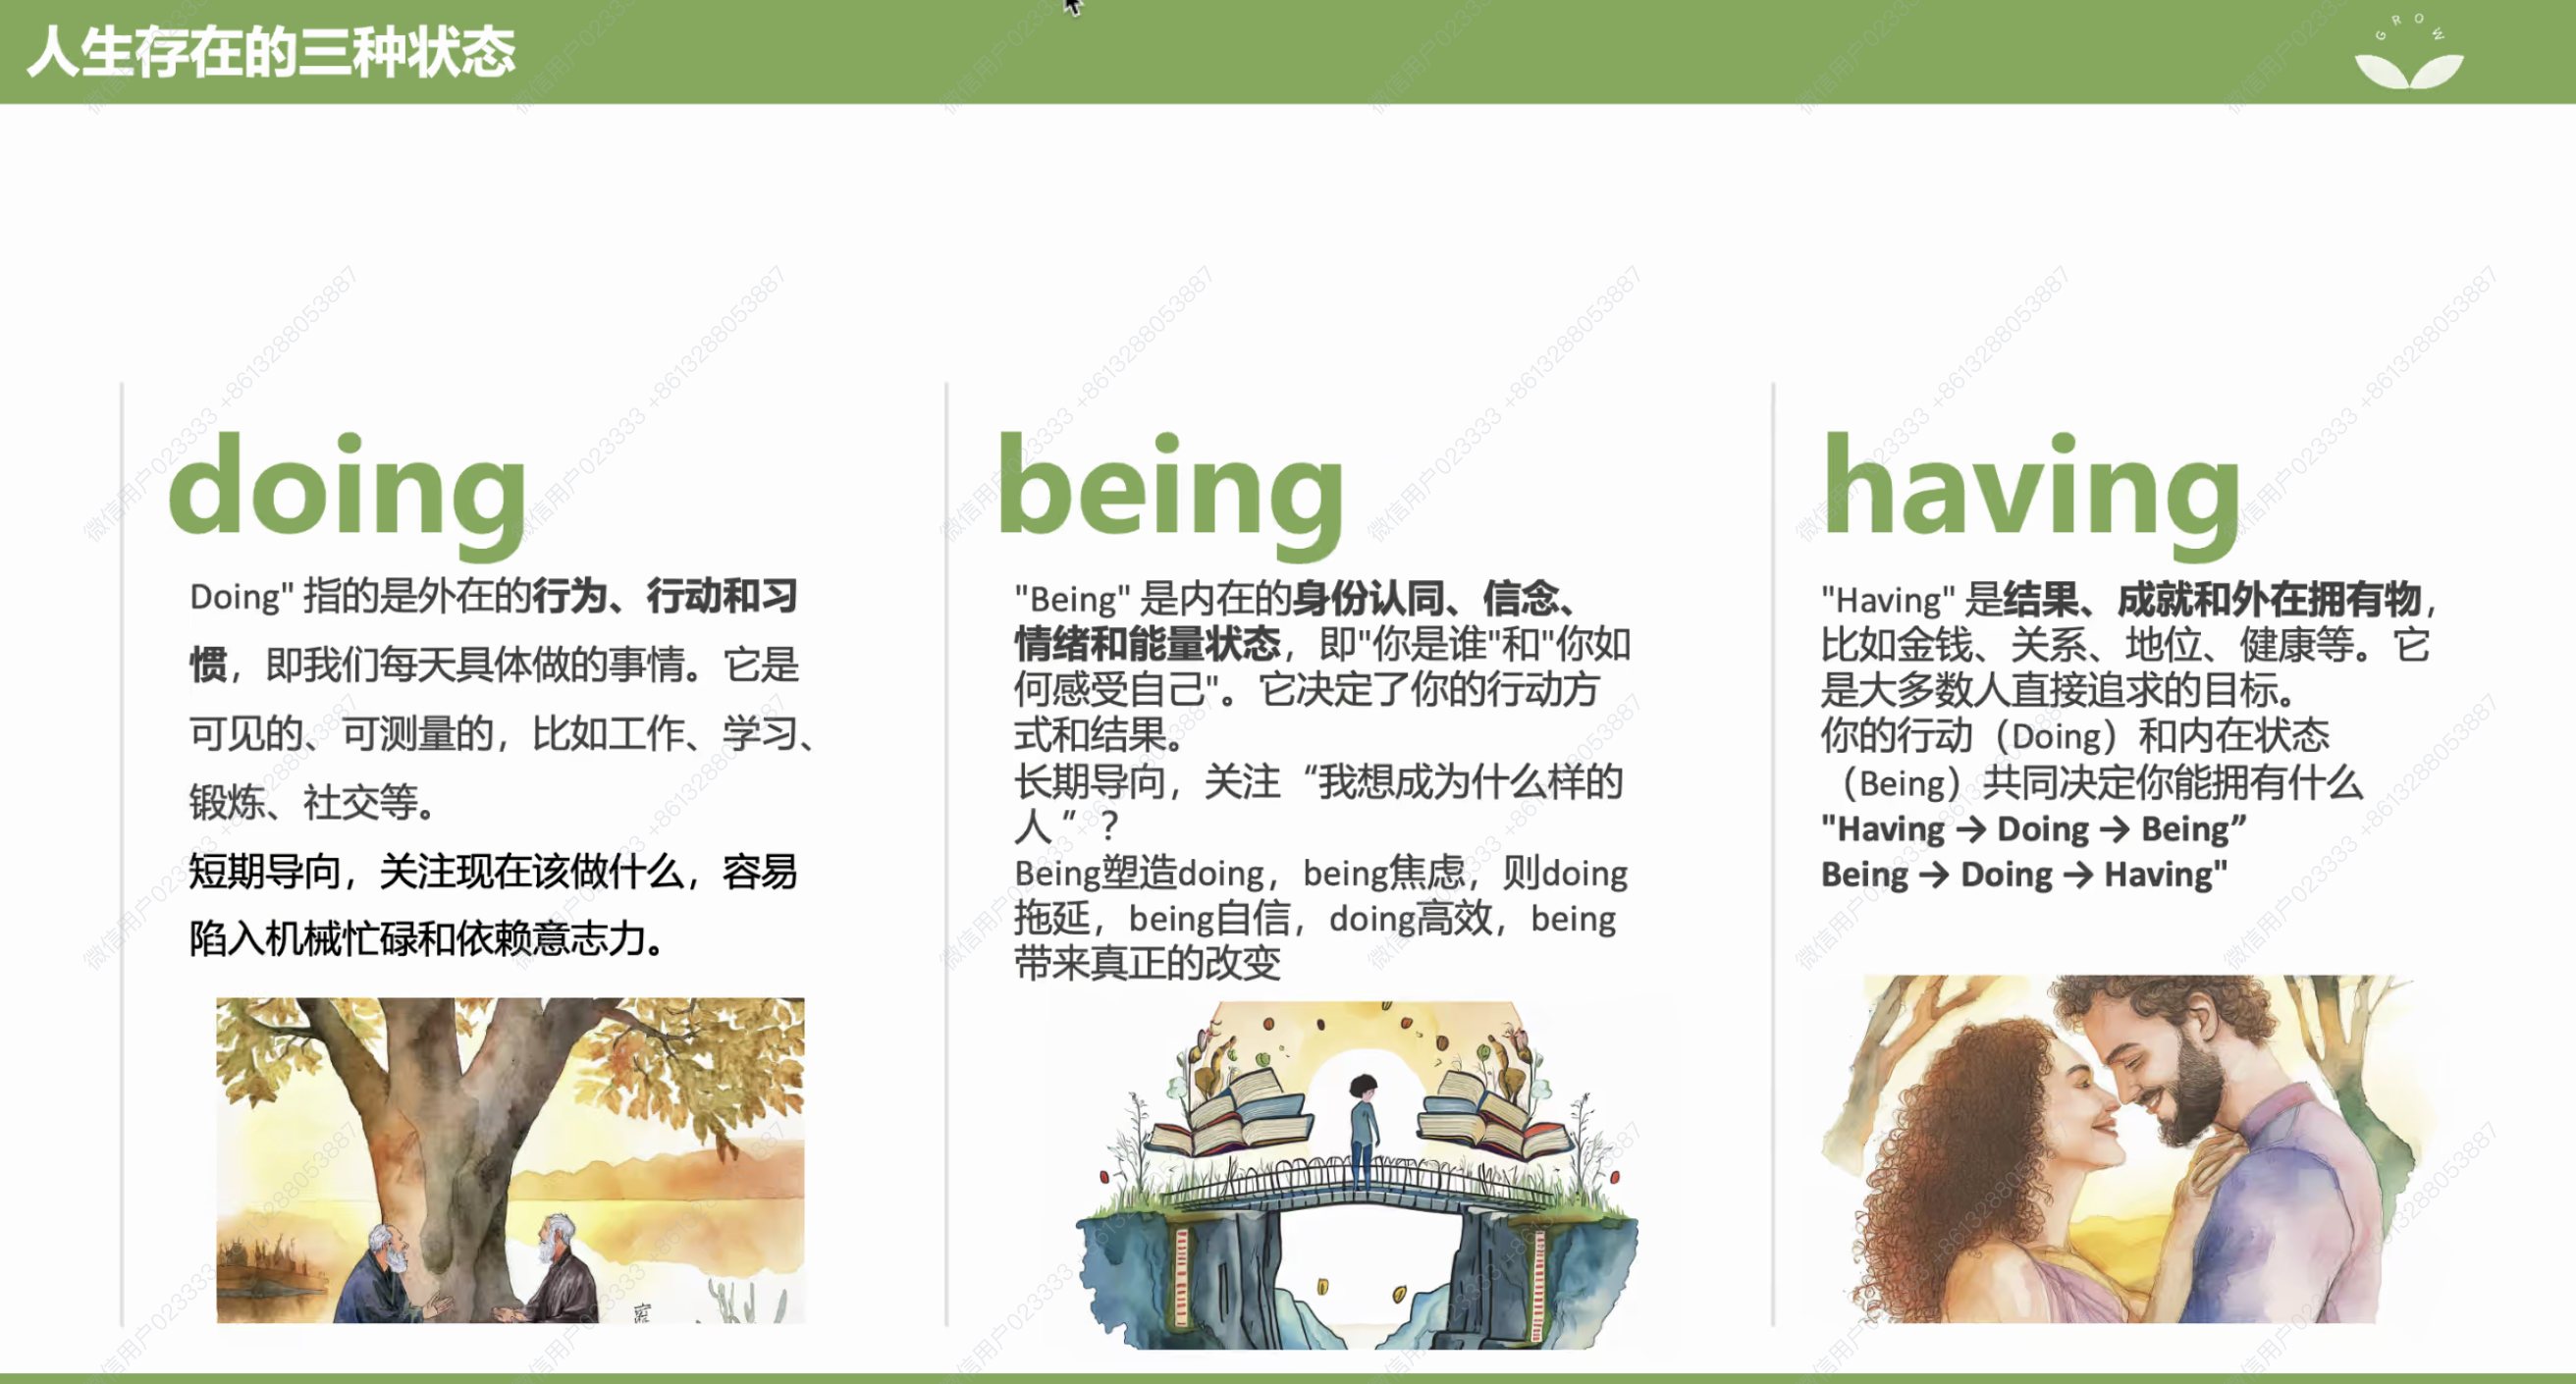 人生存在的三种状态
GROW
doing
Doing" 指的是外在的行为、行动和习
惯，即我们每天具体做的事情。它是
可见的、可测量的，比如工作、学习、
锻炼、社交等。
短期导向，关注现在该做什么，容易
陷入机械忙碌和依赖意志力。
being
"Being" 是内在的身份认同、信念、
情绪和能量状态，即"你是谁"和"你如
何感受自己"。它决定了你的行动方
式和结果。
长期导向，关注“我想成为什么样的
人 ” ？
Being塑造doing，being焦虑，则doing
拖延，being自信，doing高效，being
带来真正的改变
having
"Having" 是结果、成就和外在拥有物，
比如金钱、关系、地位、健康等。它
是大多数人直接追求的目标。
你的行动（Doing）和内在状态
（Being）共同决定你能拥有什么
"Having → Doing → Being”
Being → Doing → Having"
微信用户023333 +8613288053887